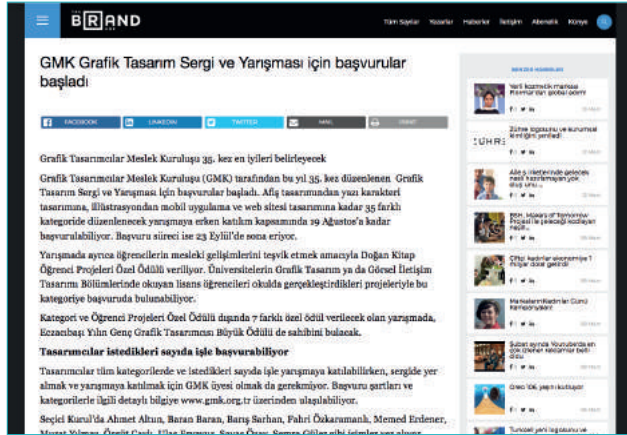 THE
BRAND
AGE
Tüm Sayılar Yazarlar Haberler İletişim Abonelik Künye
GMK Grafik Tasarım Sergi ve Yarışması için başvurular
başladı
FACEBOOK LINKEDIN TWITTER MAIL PRINT
Grafik Tasarımcılar Meslek Kuruluşu 35. kez en iyileri belirleyecek
Grafik Tasarımcılar Meslek Kuruluşu (GMK) tarafından bu yıl 35. kez düzenlenen Grafik
Tasarım Sergi ve Yarışması için başvurular başladı. Afiş tasarımından yazı karakteri
tasarımına, illüstrasyondan mobil uygulama ve web sitesi tasarımına kadar 35 farklı
kategoride düzenlenecek yarışmaya erken katılım kapsamında 19 Ağustos'a kadar
başvurulabiliyor. Başvuru süreci ise 23 Eylül'de sona eriyor.
Yarışmada ayrıca öğrencilerin mesleki gelişimlerini teşvik etmek amacıyla Doğan Kitap
Öğrenci Projeleri Özel Ödülü veriliyor. Üniversitelerin Grafik Tasarım ya da Görsel İletişim
Tasarımı Bölümlerinde okuyan lisans öğrencileri okulda gerçekleştirdikleri projeleriyle bu
kategoriye başvuruda bulunabiliyor.
Kategori ve Öğrenci Projeleri Özel Ödülü dışında 7 farklı özel ödül verilecek olan yarışmada,
Eczacıbaşı Yılın Genç Grafik Tasarımcısı Büyük Ödülü de sahibini bulacak.
Tasarımcılar istedikleri sayıda işle başvurabiliyor
Tasarımcılar tüm kategorilerde ve istedikleri sayıda işle yarışmaya katılabilirken, sergide yer
almak ve yarışmaya katılmak için GMK üyesi olmak da gerekmiyor. Başvuru şartları ve
kategorilerle ilgili detaylı bilgiye www.gmk.org.tr üzerinden ulaşılabiliyor.
Seçici Kurul'da Ahmet Altun, Baran Baran, Barış Sarhan, Fahri Özkaramanlı, Memed Erdener,
BENZER HABERLER
Yerli kozmetik markası
Flormar'dan global adım!
Zühre logosunu ve kurumsal
kimliğini yeniledi
ZÜHRE
Aile şirketlerinde gelecek
BSH, Makers of Tomorrow
Projesi ile geleceği kodlayan
Çiftçi kadınlar ekonomiye 1
milyar dolar getirdi
Markaların Kadınlar Günü
kampanyaları!
Şubat ayında Youtube'da en
çok izlenen reklamlar belli
oldu
Oreo 106 yaşını kutluyor
Turkcell yeni logosunu ve